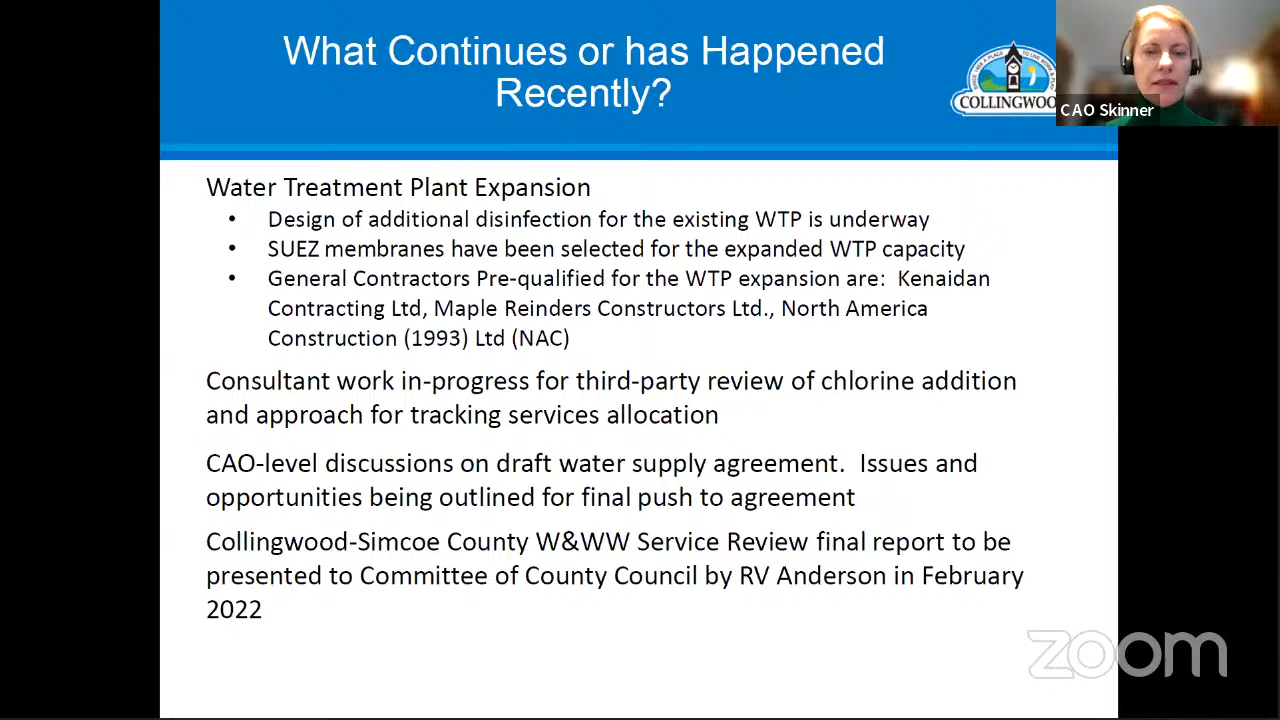 What Continues or has Happened
Recently?
COLLINGWOO
CAO Skinner
Water Treatment Plant Expansion
• Design of additional disinfection for the existing WTP is underway
• SUEZ membranes have been selected for the expanded WTP capacity
• General Contractors Pre-qualified for the WTP expansion are:  Kenaidan
Contracting Ltd, Maple Reinders Constructors Ltd., North America
Construction (1993) Ltd (NAC)
Consultant work in-progress for third-party review of chlorine addition
and approach for tracking services allocation
CAO-level discussions on draft water supply agreement.  Issues and
opportunities being outlined for final push to agreement
Collingwood-Simcoe County W&WW Service Review final report to be
presented to Committee of County Council by RV Anderson in February
2022
zoom